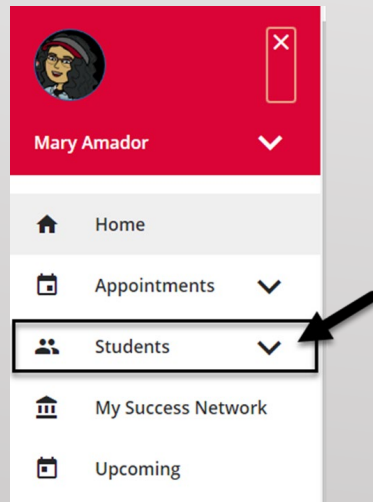 Mary Amador
Home
Appointments
Students
My Success Network
Upcoming